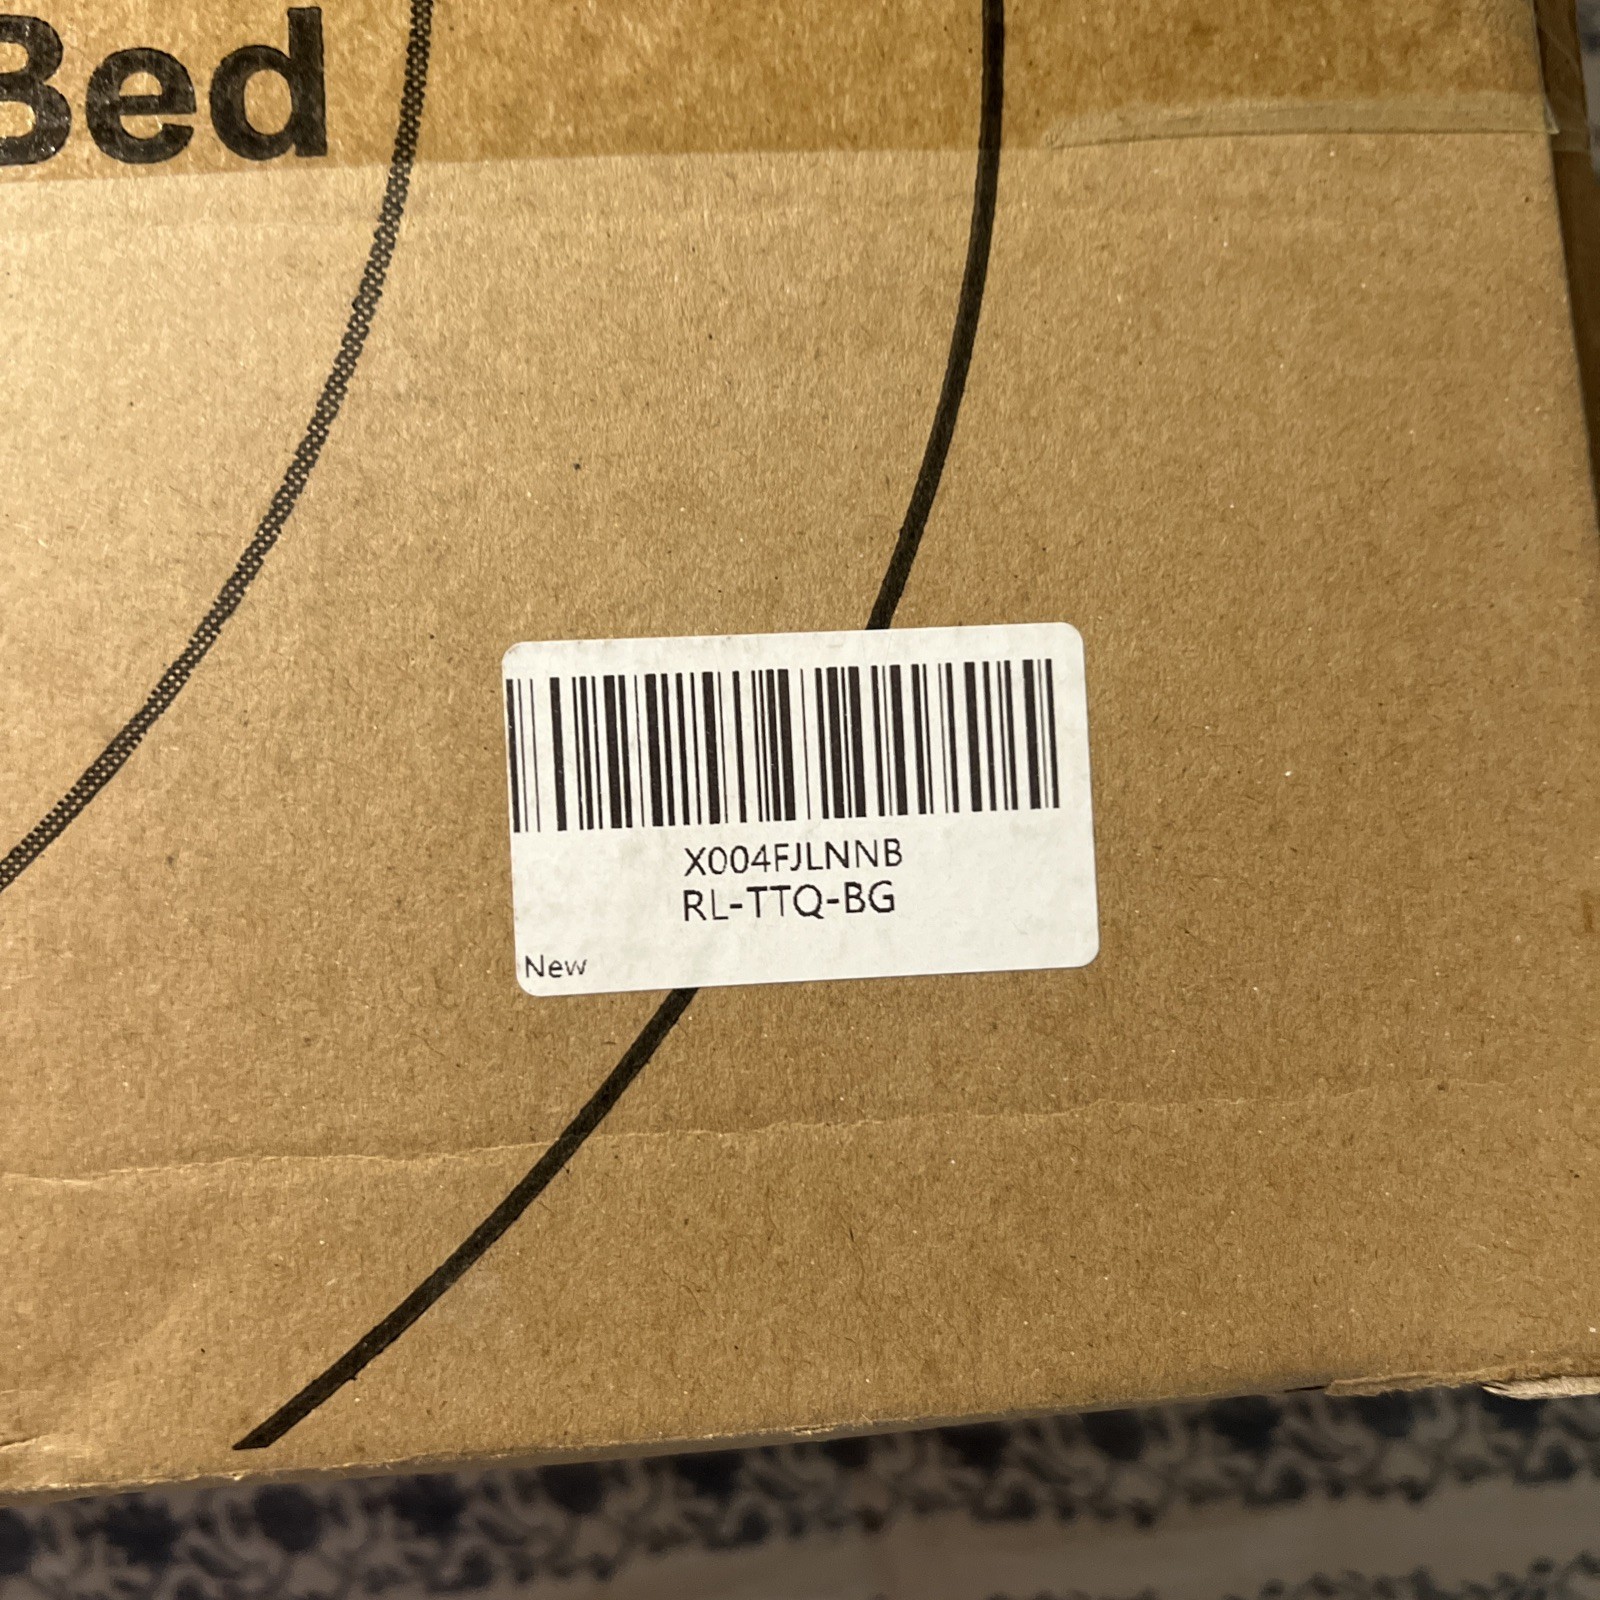 Bed
X004FJLNNB
RL-TTQ-BG
New